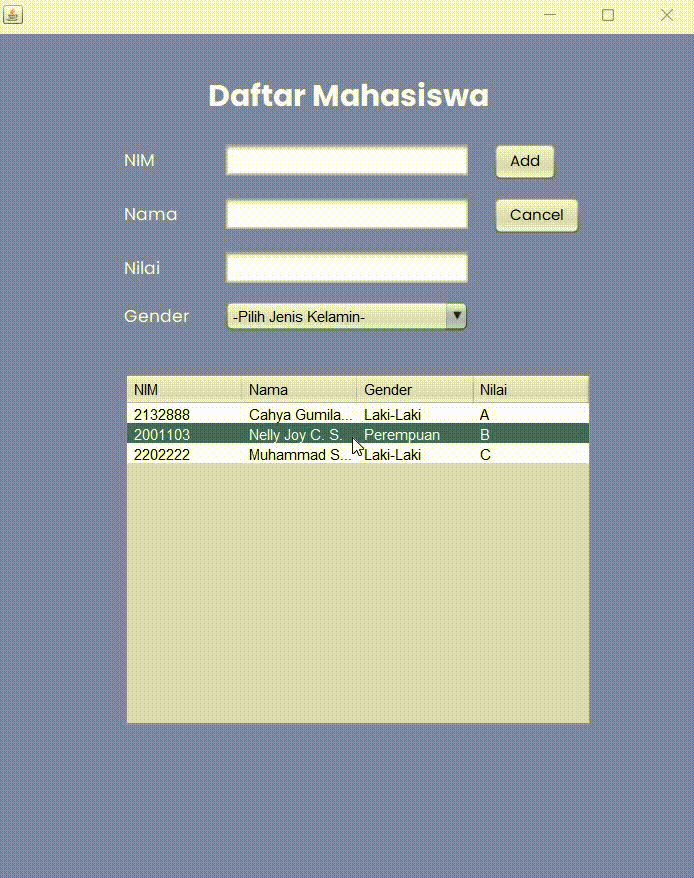 Daftar Mahasiswa
NIM Add
Nama Cancel
Nilai
Gender -Pilih Jenis Kelamin-
NIM Nama Gender Nilai
2132888 Cahya Gumila... Laki-Laki A
2001103 Nelly Joy C. S. Perempuan B
2202222 Muhammad S... Laki-Laki C